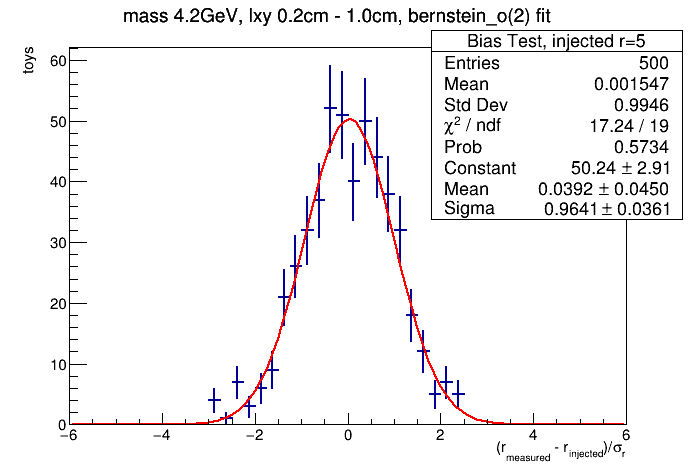 mass 4.2GeV, lxy 0.2cm - 1.0cm, bernstein_o(2) fit
Bias Test, injected r=5
Entries 500
Mean 0.001547
Std Dev 0.9946
χ² / ndf 17.24 / 19
Prob 0.5734
Constant 50.24 ± 2.91
Mean 0.0392 ± 0.0450
Sigma 0.9641 ± 0.0361
toys
60
50
40
30
20
10
0
−6 −4 −2 0 2 4 6
(r_measured - r_injected)/σ_r